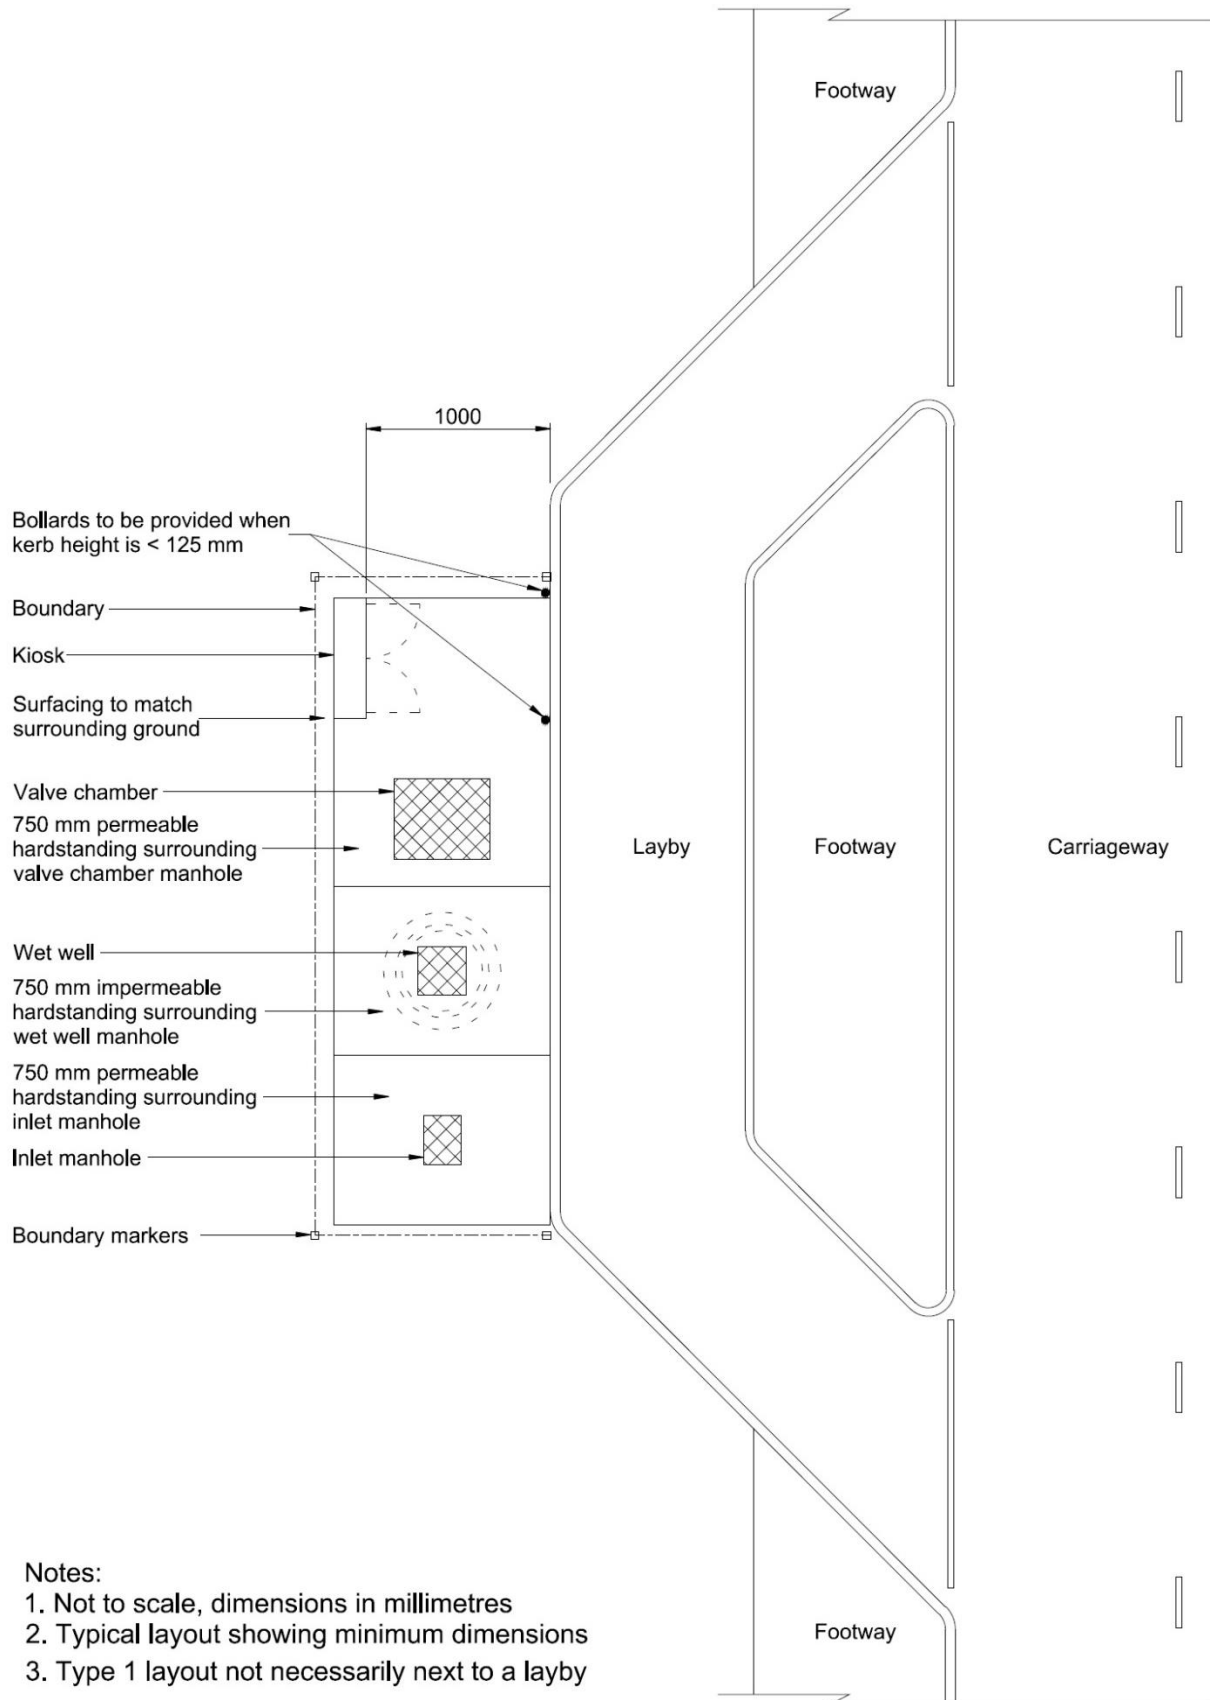 Footway
1000
Bollards to be provided when
kerb height is < 125 mm
Boundary
Kiosk
Surfacing to match
surrounding ground
Valve chamber
750 mm permeable
hardstanding surrounding
valve chamber manhole
Layby
Footway
Carriageway
Wet well
750 mm impermeable
hardstanding surrounding
wet well manhole
750 mm permeable
hardstanding surrounding
inlet manhole
Inlet manhole
Boundary markers
Notes:
1. Not to scale, dimensions in millimetres
2. Typical layout showing minimum dimensions
3. Type 1 layout not necessarily next to a layby
Footway